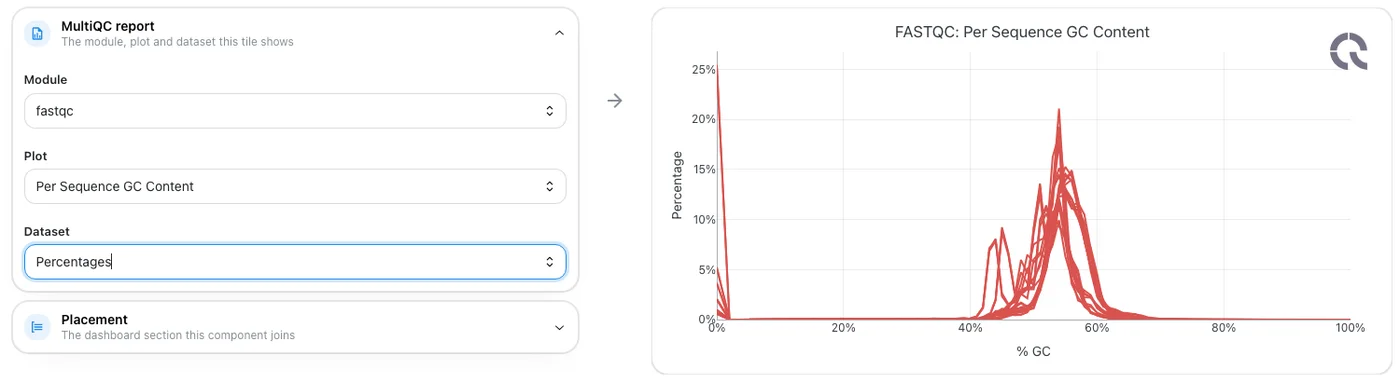 MultiQC report
The module, plot and dataset this tile shows
Module
fastqc
Plot
Per Sequence GC Content
Dataset
Percentages
Placement
The dashboard section this component joins
FASTQC: Per Sequence GC Content
25%
20%
15%
10%
5%
0%
Percentage
0%
20%
40%
60%
80%
100%
% GC